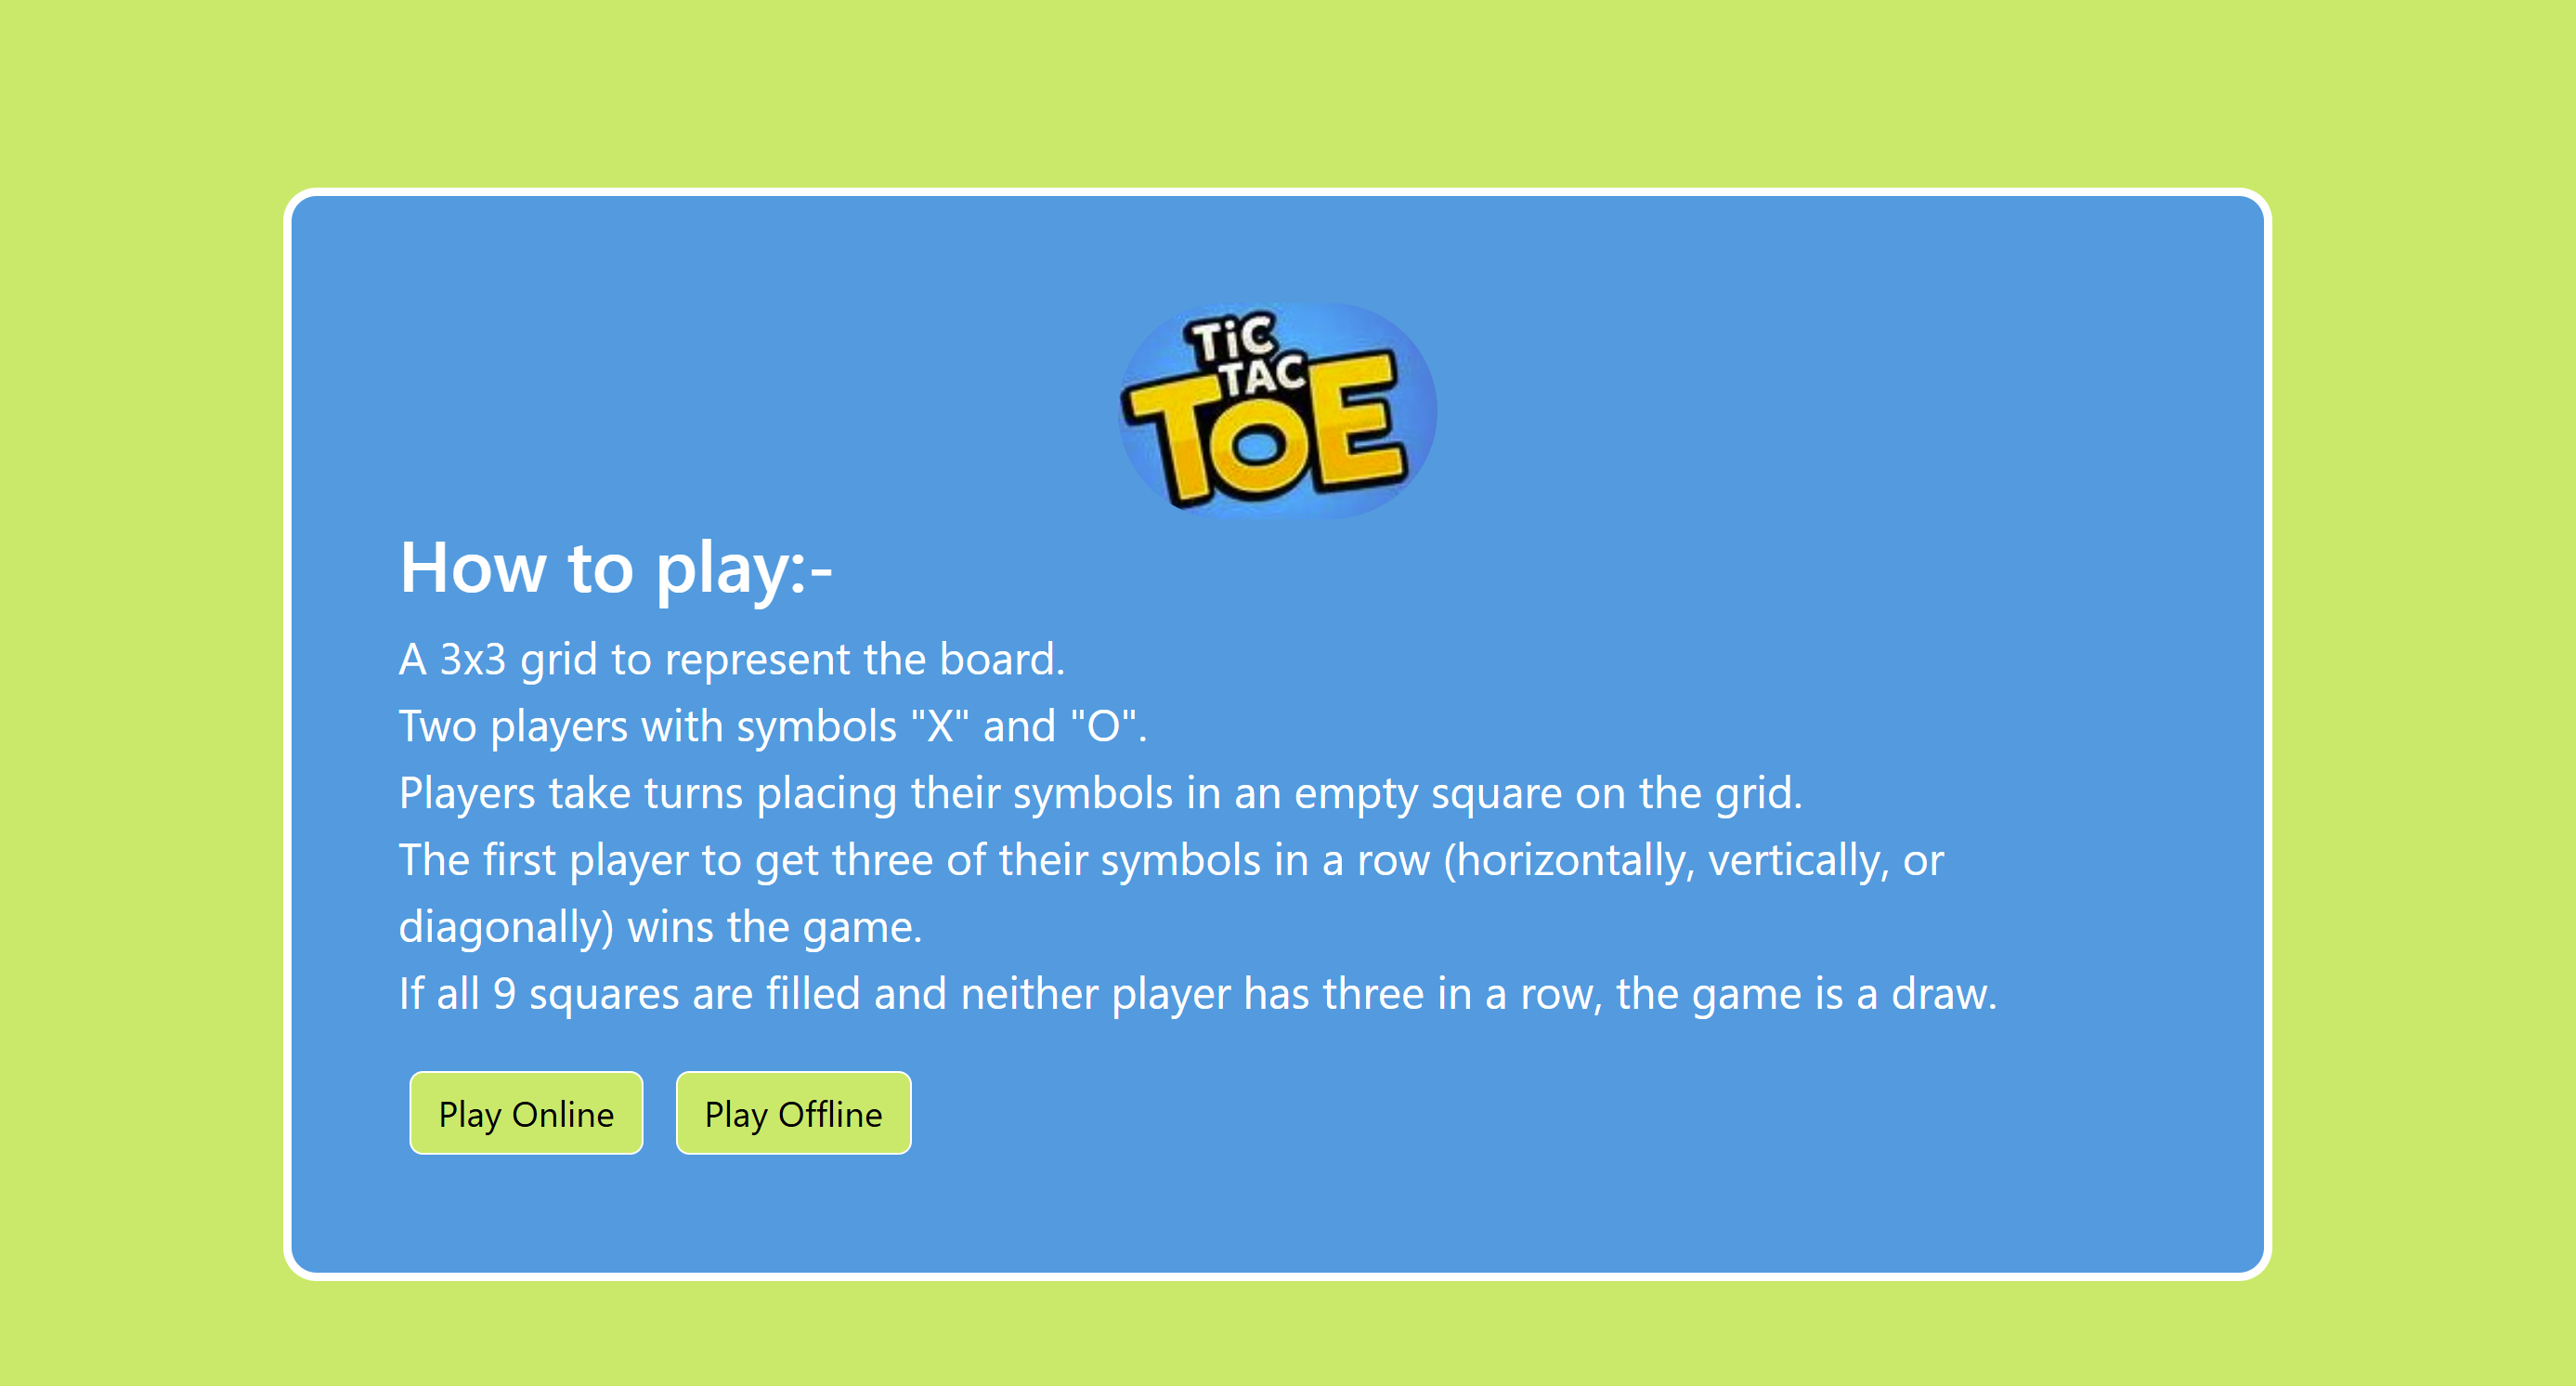 TiC
TAC
TOE
How to play:-
A 3x3 grid to represent the board.
Two players with symbols "X" and "O".
Players take turns placing their symbols in an empty square on the grid.
The first player to get three of their symbols in a row (horizontally, vertically, or
diagonally) wins the game.
If all 9 squares are filled and neither player has three in a row, the game is a draw.
Play Online
Play Offline